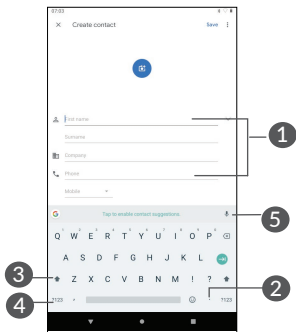 07:03
Create contact
Save
First name
Surname
Company
Phone
Mobile
G
Tap to enable contact suggestions
Q W E R T Y U I O P
A S D F G H J K L
Z X C V B N M ! ?
?123 , . ?123
1
2
3
4
5